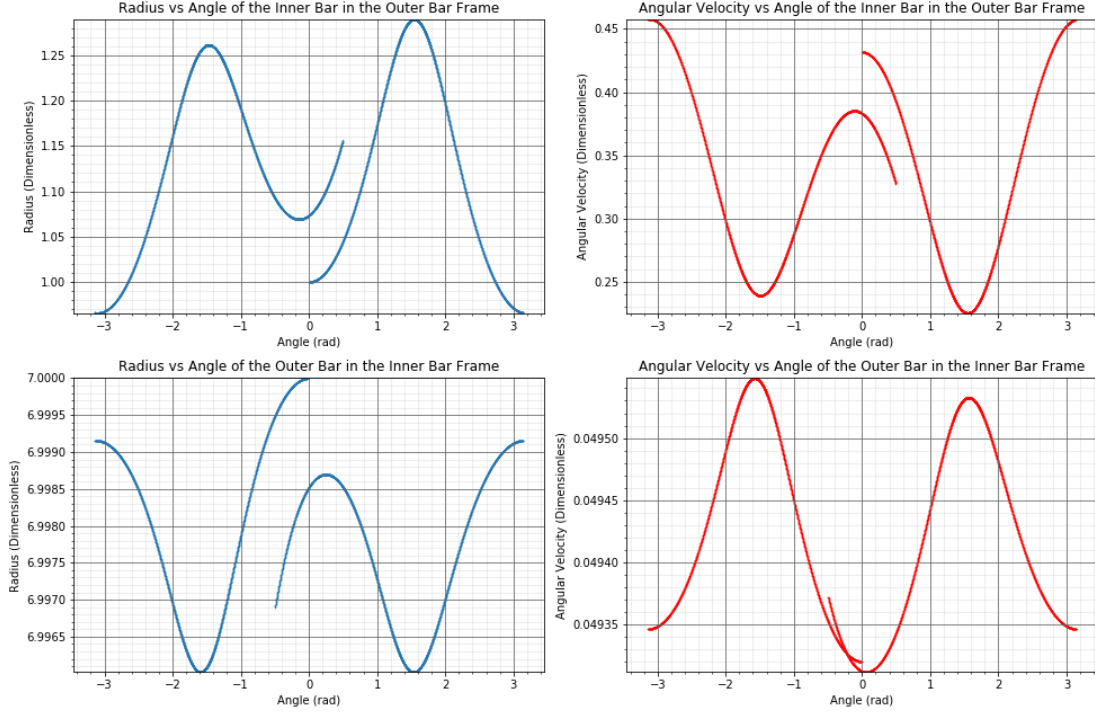 Radius vs Angle of the Inner Bar in the Outer Bar Frame
Radius (Dimensionless)
1.25
1.20
1.15
1.10
1.05
1.00
−3 −2 −1 0 1 2 3
Angle (rad)
Angular Velocity vs Angle of the Inner Bar in the Outer Bar Frame
Angular Velocity (Dimensionless)
0.45
0.40
0.35
0.30
0.25
−3 −2 −1 0 1 2 3
Angle (rad)
Radius vs Angle of the Outer Bar in the Inner Bar Frame
Radius (Dimensionless)
7.0000
6.9995
6.9990
6.9985
6.9980
6.9975
6.9970
6.9965
−3 −2 −1 0 1 2 3
Angle (rad)
Angular Velocity vs Angle of the Outer Bar in the Inner Bar Frame
Angular Velocity (Dimensionless)
0.04950
0.04945
0.04940
0.04935
−3 −2 −1 0 1 2 3
Angle (rad)